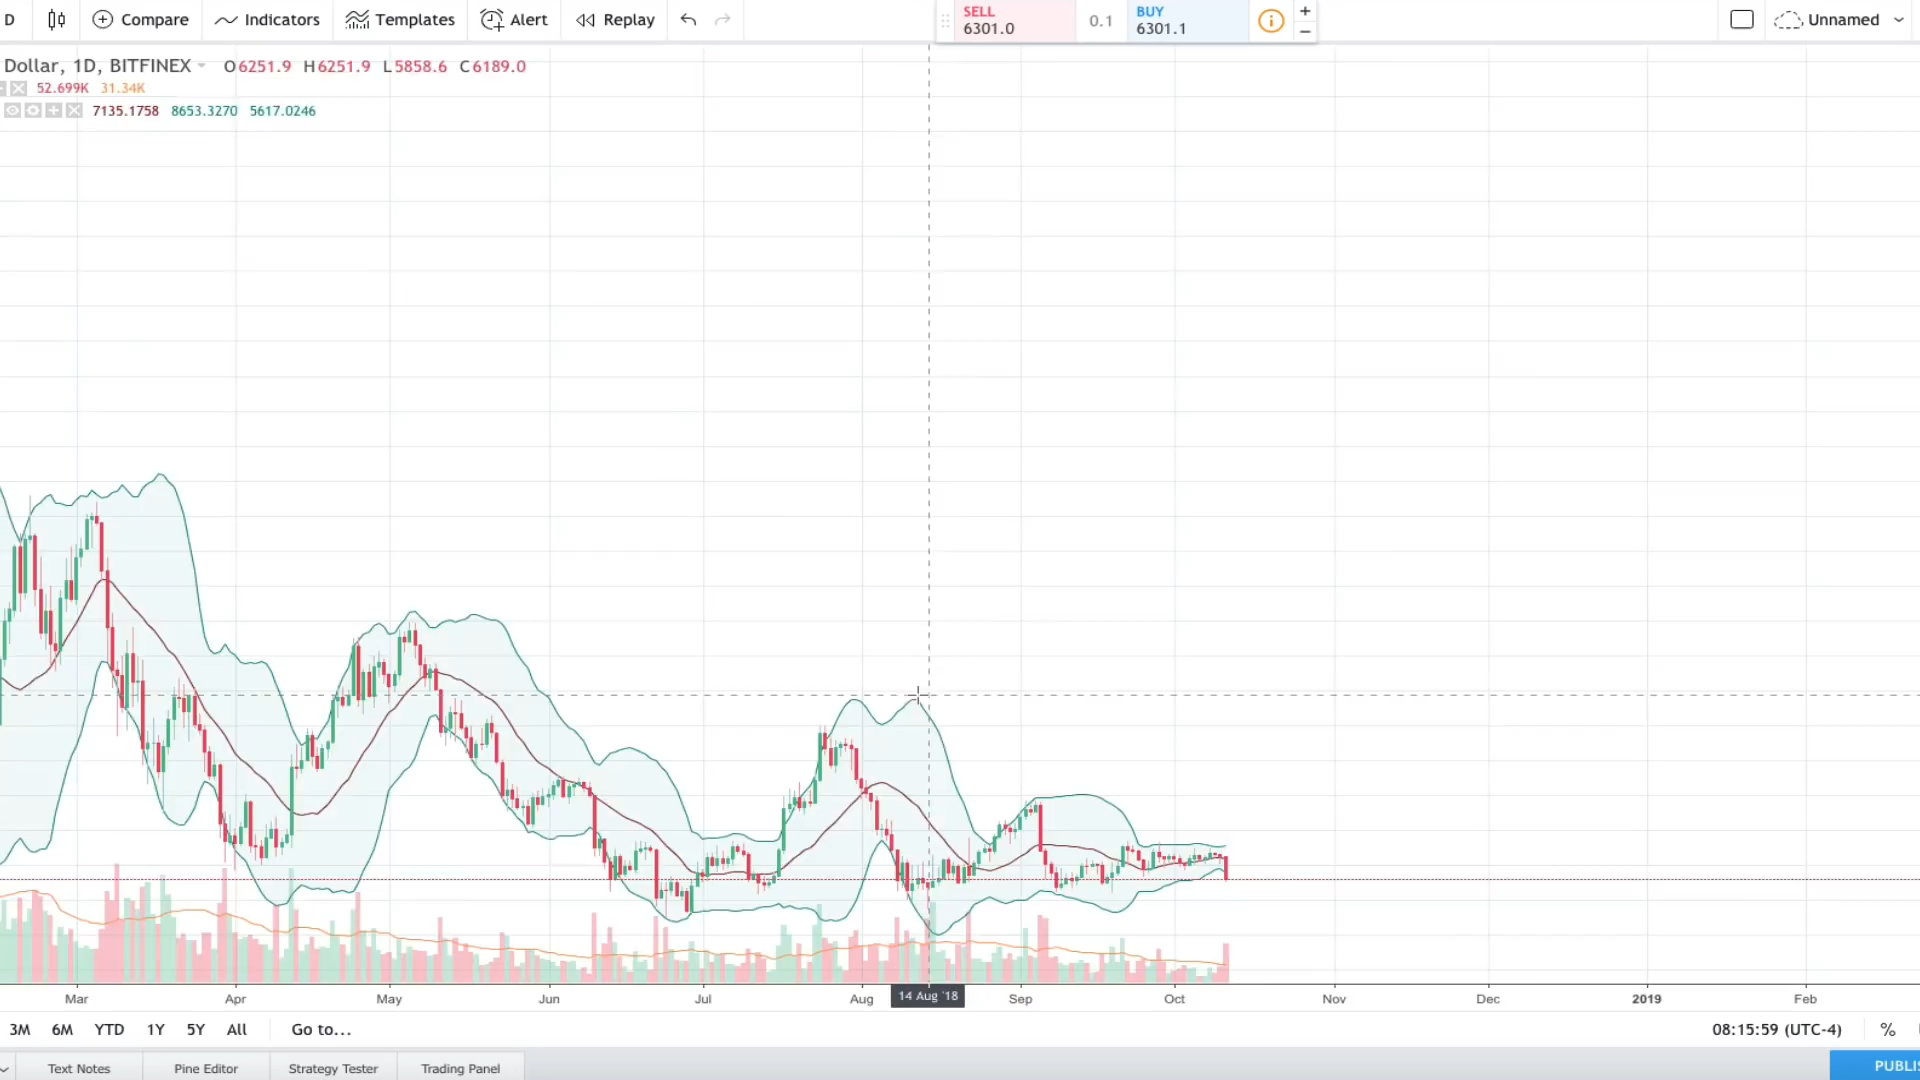 D Compare Indicators Templates Alert Replay SELL 6301.0 0.1 BUY 6301.1 Unnamed
Dollar, 1D, BITFINEX O6251.9 H6251.9 L5858.6 C6189.0
52.699K 31.34K
7135.1758 8653.3270 5617.0246
Mar Apr May Jun Jul Aug 14 Aug '18 Sep Oct Nov Dec 2019 Feb
3M 6M YTD 1Y 5Y All Go to... 08:15:59 (UTC-4) %
Text Notes Pine Editor Strategy Tester Trading Panel PUBLIS